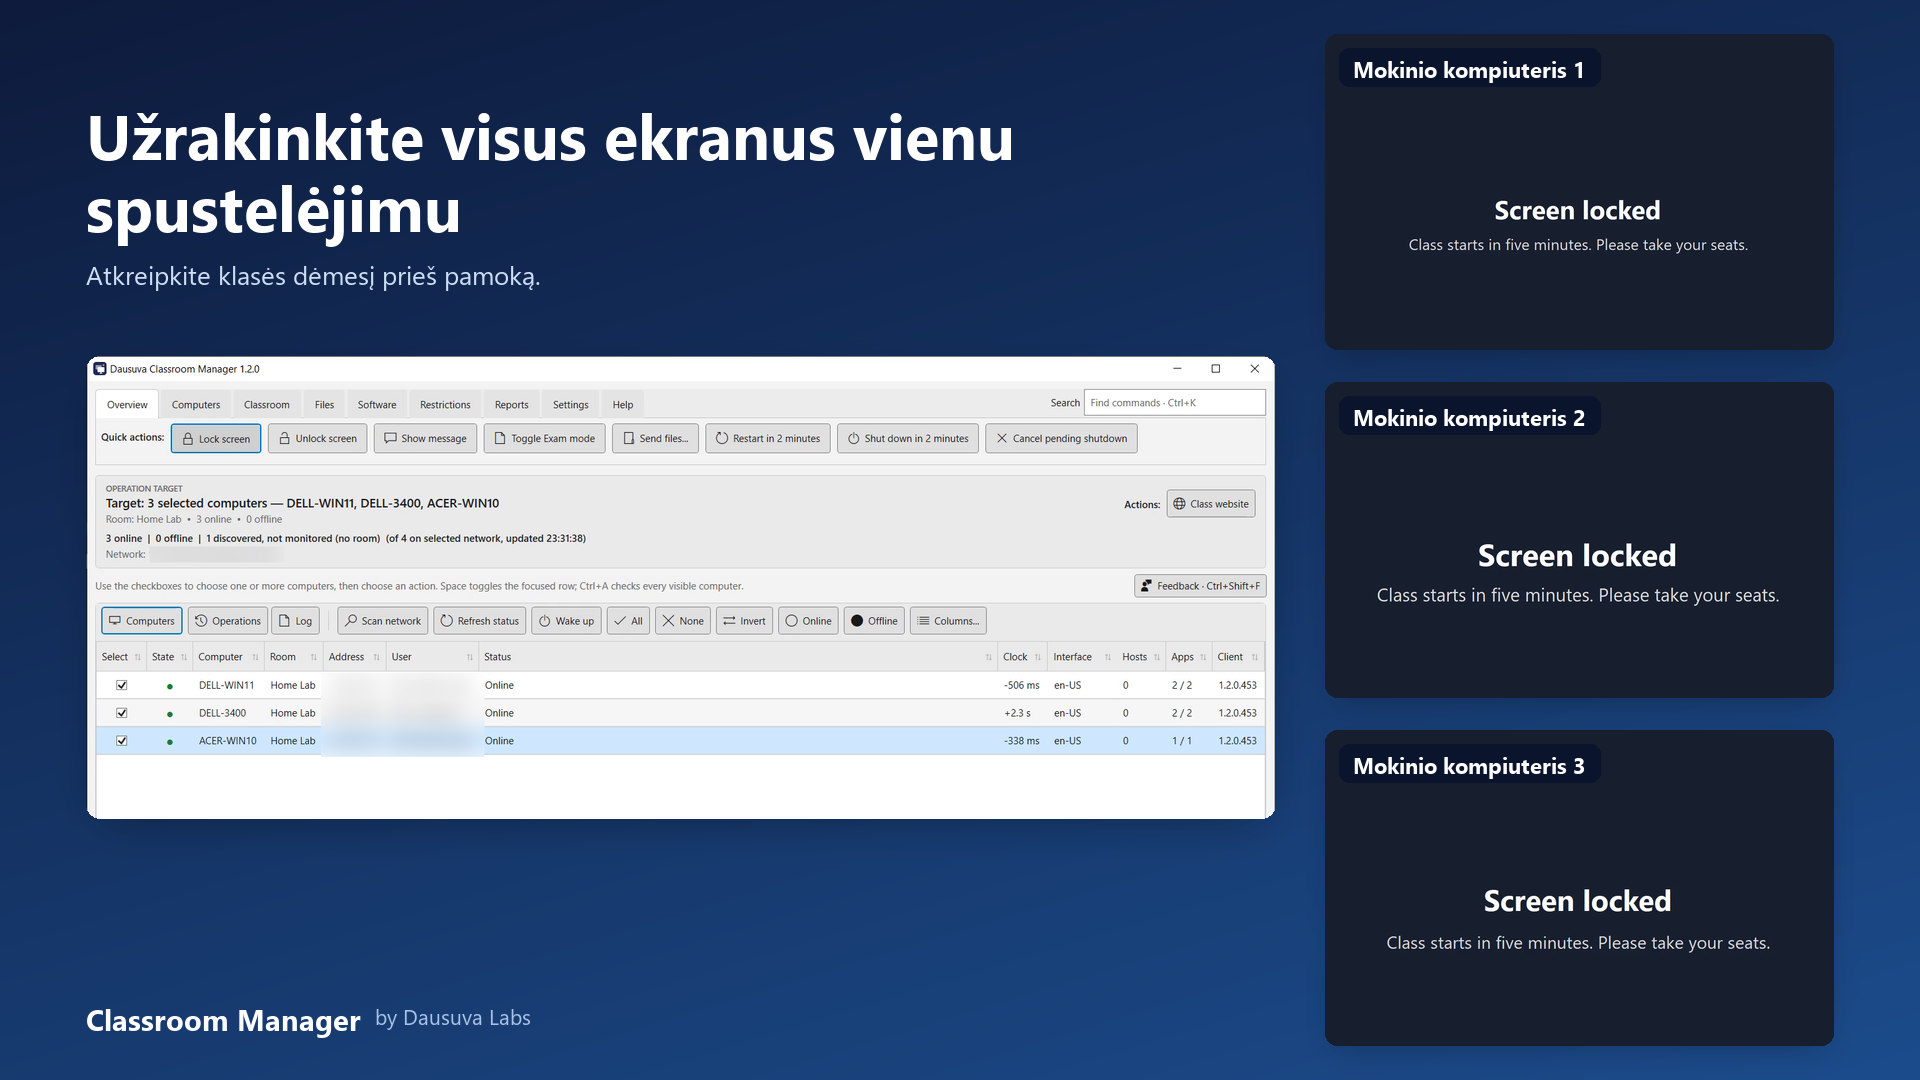 Užrakinkite visus ekranus vienu
spustelėjimu
Atkreipkite klasės dėmesį prieš pamoką.
Dausuva Classroom Manager 1.2.0
Overview Computers Classroom Files Software Restrictions Reports Settings Help Search Find commands · Ctrl+K
Quick actions: Lock screen Unlock screen Show message Toggle Exam mode Send files... Restart in 2 minutes Shut down in 2 minutes Cancel pending shutdown
OPERATION TARGET
Target: 3 selected computers — DELL-WIN11, DELL-3400, ACER-WIN10
Room: Home Lab • 3 online • 0 offline
Actions: Class website
3 online | 0 offline | 1 discovered, not monitored (no room) (of 4 on selected network, updated 23:31:38)
Network:
Use the checkboxes to choose one or more computers, then choose an action. Space toggles the focused row; Ctrl+A checks every visible computer.
Feedback · Ctrl+Shift+F
Computers Operations Log Scan network Refresh status Wake up All None Invert Online Offline Columns...
Select State Computer Room Address User Status Clock Interface Hosts Apps Client
DELL-WIN11 Home Lab Online -506 ms en-US 0 2 / 2 1.2.0.453
DELL-3400 Home Lab Online +2.3 s en-US 0 2 / 2 1.2.0.453
ACER-WIN10 Home Lab Online -338 ms en-US 0 1 / 1 1.2.0.453
Classroom Manager by Dausuva Labs
Mokinio kompiuteris 1
Screen locked
Class starts in five minutes. Please take your seats.
Mokinio kompiuteris 2
Screen locked
Class starts in five minutes. Please take your seats.
Mokinio kompiuteris 3
Screen locked
Class starts in five minutes. Please take your seats.